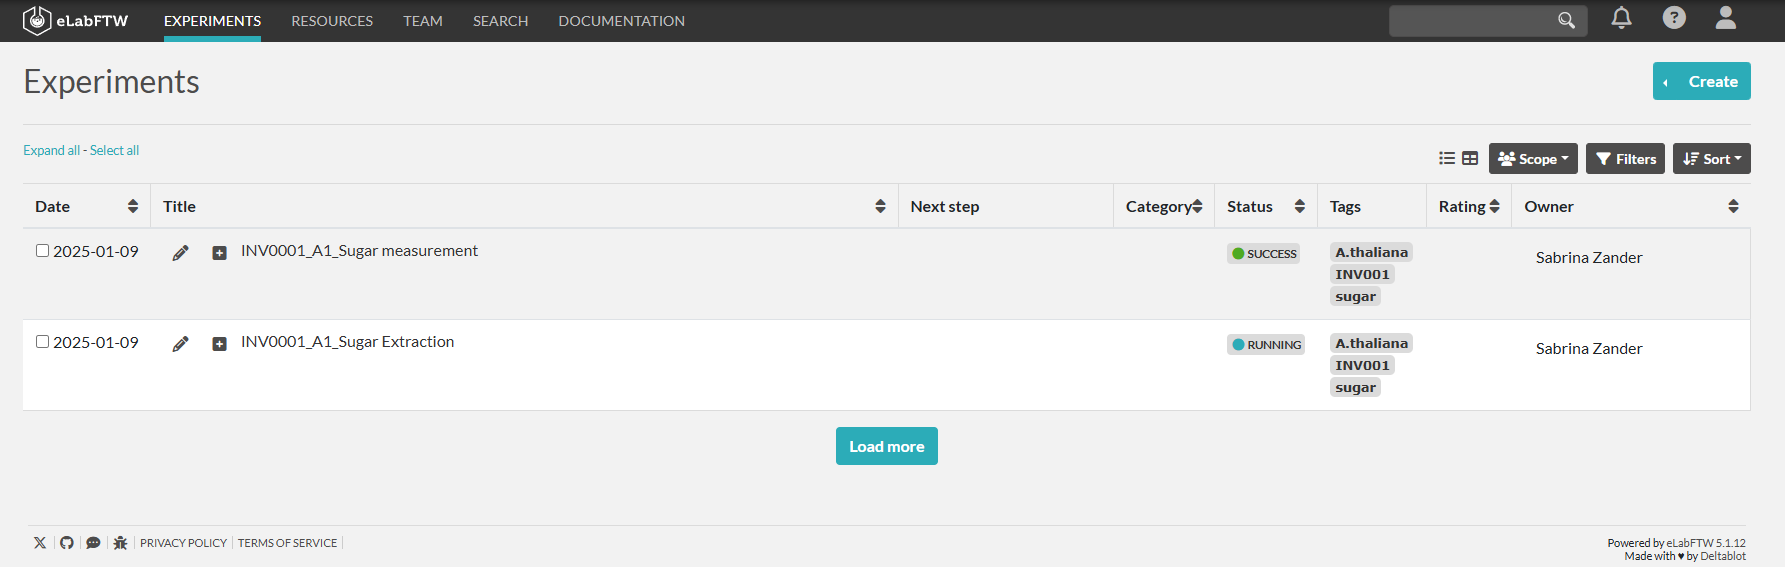 eLabFTW EXPERIMENTS RESOURCES TEAM SEARCH DOCUMENTATION ?
Experiments
Create
Expand all - Select all
Scope Filters Sort
Date Title Next step Category Status Tags Rating Owner
2025-01-09 INV0001_A1_Sugar measurement SUCCESS A.thaliana Sabrina Zander
INV001
sugar
2025-01-09 INV0001_A1_Sugar Extraction RUNNING A.thaliana Sabrina Zander
INV001
sugar
Load more
PRIVACY POLICY TERMS OF SERVICE
Powered by eLabFTW 5.1.12
Made with ♥ by Deltablot